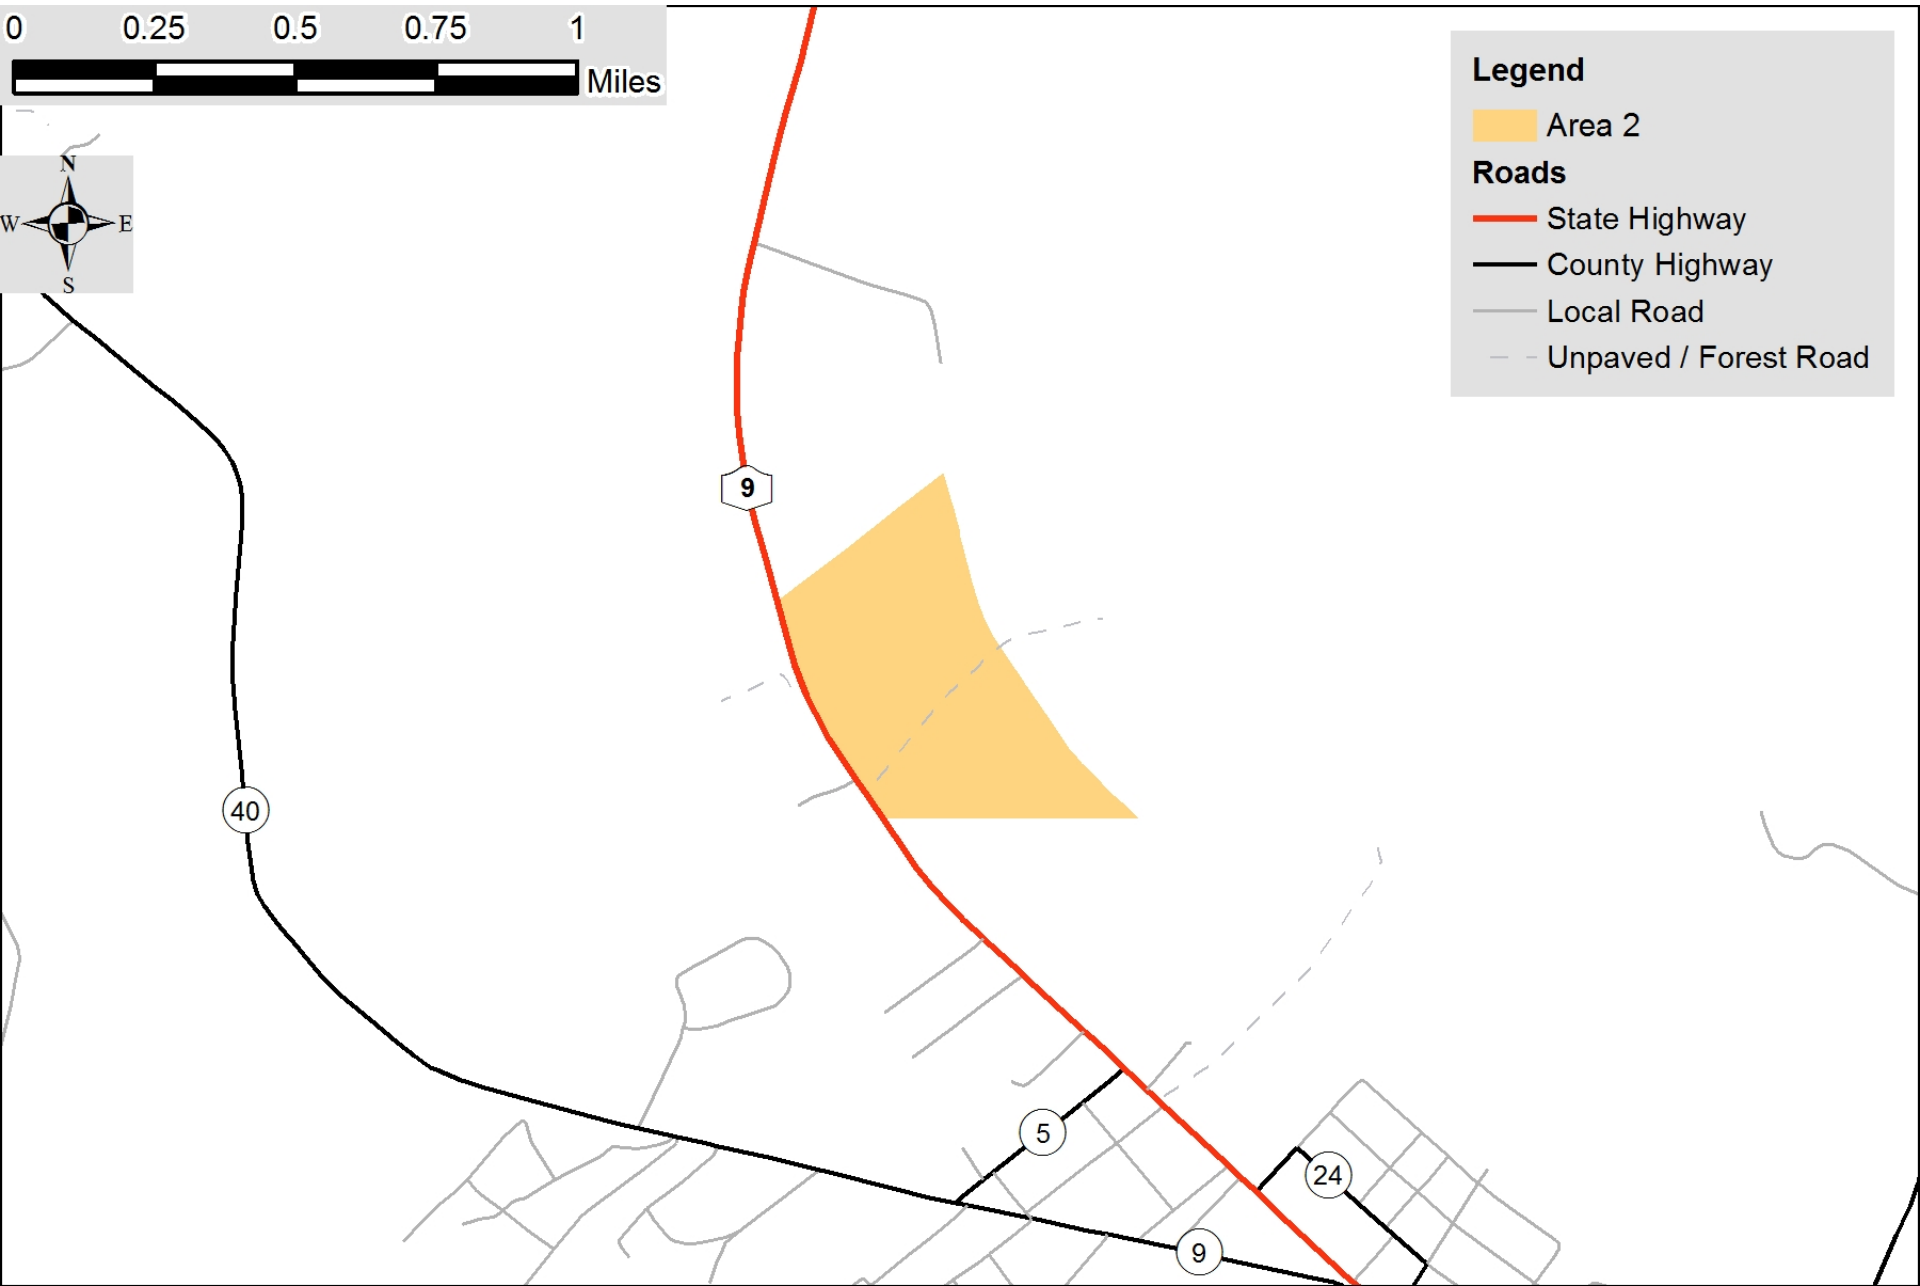 0 0.25 0.5 0.75 1
Miles
N
W E
S
Legend
Area 2
Roads
State Highway
County Highway
Local Road
Unpaved / Forest Road
9
40
5
24
9